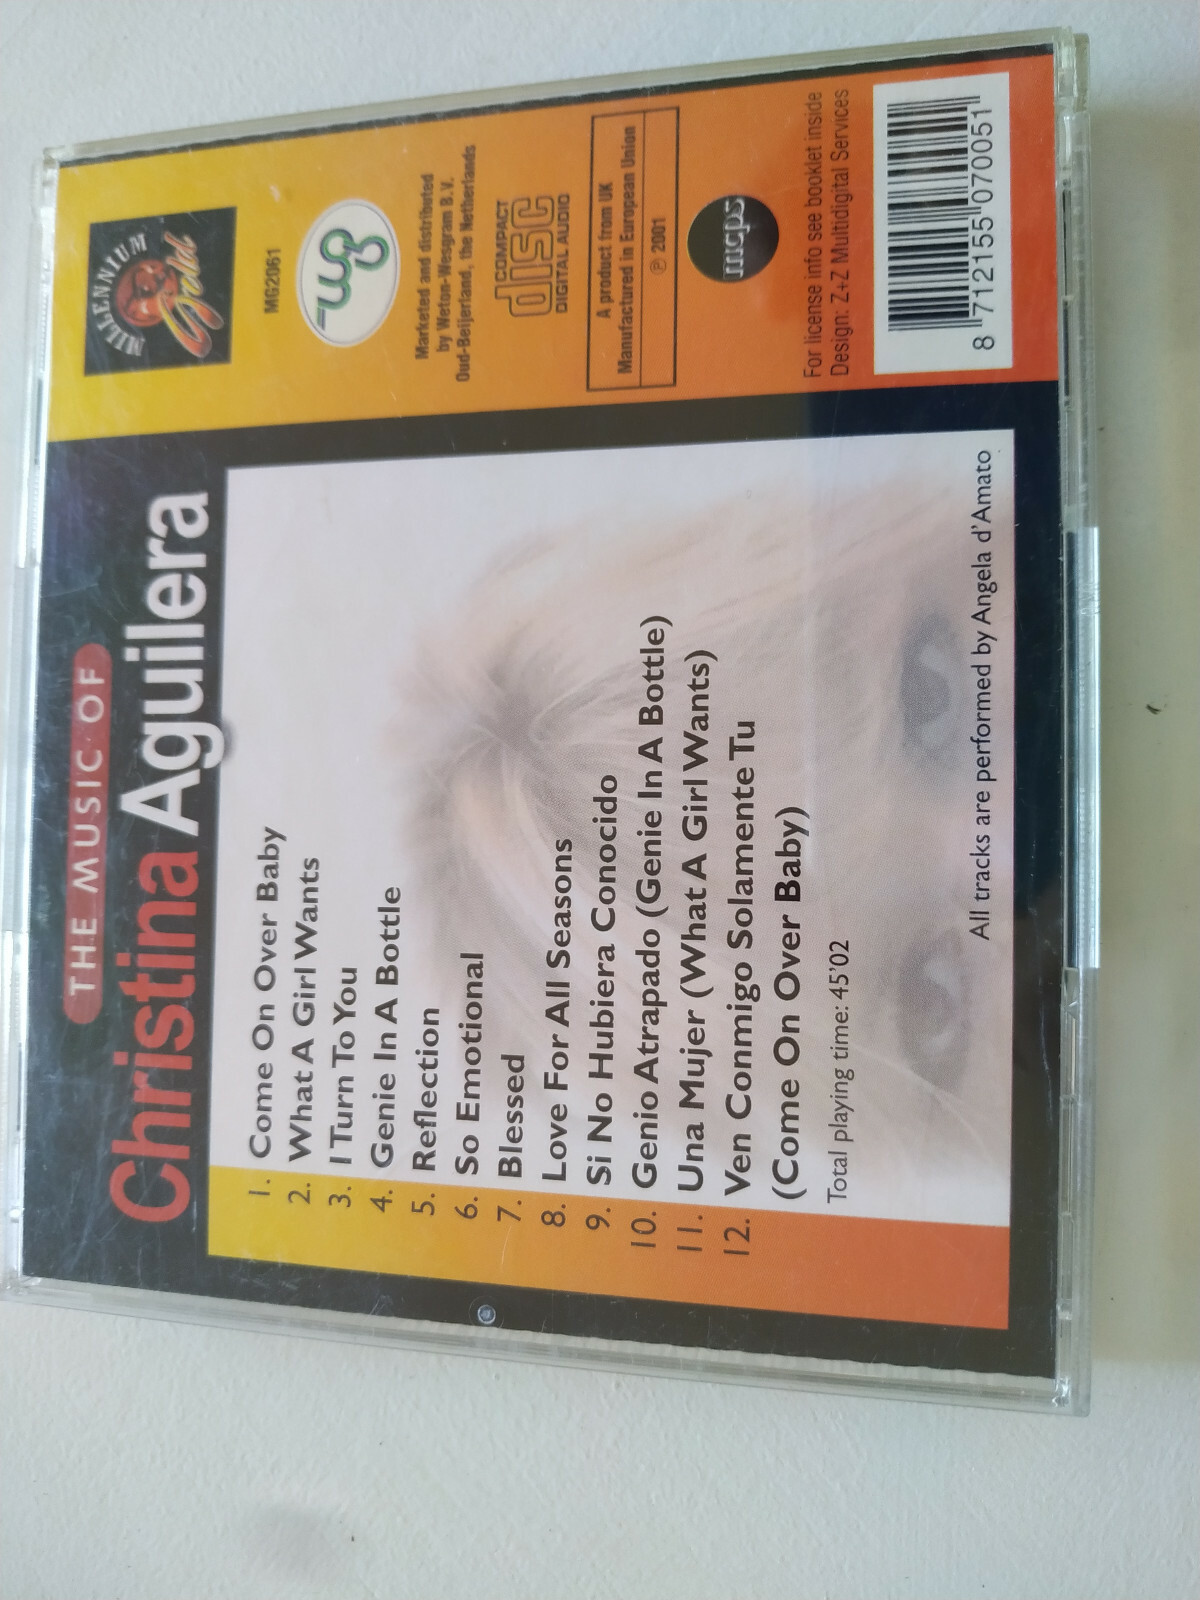 THE MUSIC OF
Christina Aguilera
1. Come On Over Baby
2. What A Girl Wants
3. I Turn To You
4. Genie In A Bottle
5. Reflection
6. So Emotional
7. Blessed
8. Love For All Seasons
9. Si No Hubiera Conocido
10. Genio Atrapado (Genie In A Bottle)
11. Una Mujer (What A Girl Wants)
12. Ven Conmigo Solamente Tu
(Come On Over Baby)
Total playing time: 45'02
All tracks are performed by Angela d'Amato
MILLENNIUM
Gold
MG2061
wg
Marketed and distributed
by Weton-Wesgram B.V.
Oud-Beijerland, the Netherlands
COMPACT
disc
DIGITAL AUDIO
A product from UK
Manufactured in European Union
℗ 2001
mcps
For license info see booklet inside
Design: Z+Z Multidigital Services
8 712155 070051